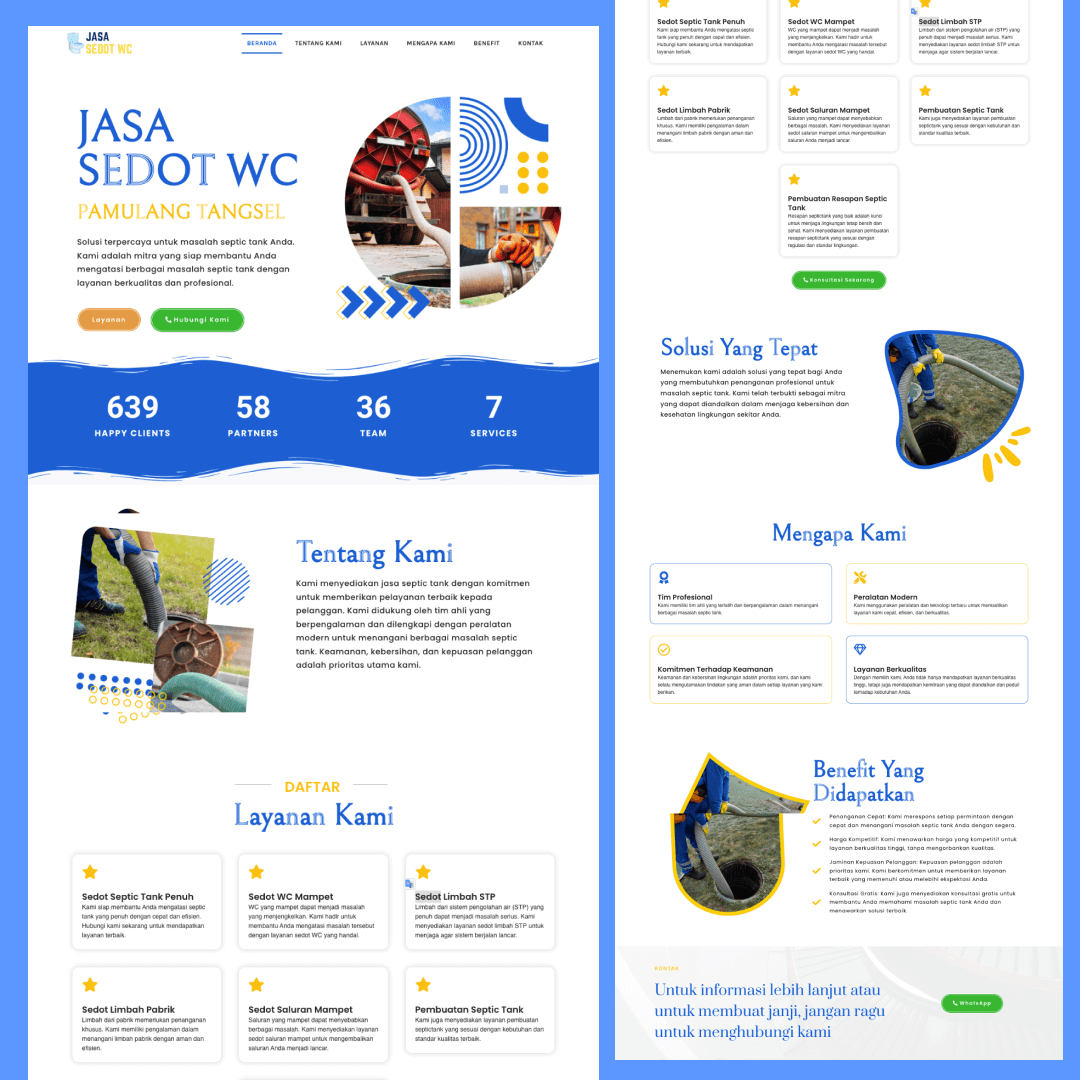 JASA
SEDOT WC
BERANDA
TENTANG KAMI
LAYANAN
MENGAPA KAMI
BENEFIT
KONTAK
JASA
SEDOT WC
PAMULANG TANGSEL
Solusi terpercaya untuk masalah septic tank Anda.
Kami adalah mitra yang siap membantu Anda
mengatasi berbagai masalah septic tank dengan
layanan berkualitas dan profesional.
Layanan
Hubungi Kami
639
HAPPY CLIENTS
58
PARTNERS
36
TEAM
7
SERVICES
Tentang Kami
Kami menyediakan jasa septic tank dengan komitmen
untuk memberikan pelayanan terbaik kepada
pelanggan. Kami didukung oleh tim ahli yang
berpengalaman dan dilengkapi dengan peralatan
modern untuk menangani berbagai masalah septic
tank. Keamanan, kebersihan, dan kepuasan pelanggan
adalah prioritas utama kami.
DAFTAR
Layanan Kami
Sedot Septic Tank Penuh
Kami siap membantu Anda mengatasi septic
tank yang penuh dengan cepat dan efisien.
Hubungi kami sekarang untuk mendapatkan
layanan terbaik.
Sedot WC Mampet
WC yang mampet dapat menjadi masalah
yang menjengkelkan. Kami hadir untuk
membantu Anda mengatasi masalah tersebut
dengan layanan sedot WC yang handal.
Sedot Limbah STP
Limbah dari sistem pengolahan air (STP) yang
penuh dapat menjadi masalah serius. Kami
menyediakan layanan sedot limbah STP untuk
menjaga agar sistem berjalan lancar.
Sedot Limbah Pabrik
Limbah dari pabrik memerlukan penanganan
khusus. Kami memiliki pengalaman dalam
menangani limbah pabrik dengan aman dan
efisien.
Sedot Saluran Mampet
Saluran yang mampet dapat menyebabkan
berbagai masalah. Kami menyediakan layanan
sedot saluran mampet untuk mengembalikan
saluran Anda menjadi lancar.
Pembuatan Septic Tank
Kami juga menyediakan layanan pembuatan
septictank yang sesuai dengan kebutuhan dan
standar kualitas terbaik.
Sedot Septic Tank Penuh
Kami siap membantu Anda mengatasi septic
tank yang penuh dengan cepat dan efisien.
Hubungi kami sekarang untuk mendapatkan
layanan terbaik.
Sedot WC Mampet
WC yang mampet dapat menjadi masalah
yang menjengkelkan. Kami hadir untuk
membantu Anda mengatasi masalah tersebut
dengan layanan sedot WC yang handal.
Sedot Limbah STP
Limbah dari sistem pengolahan air (STP) yang
penuh dapat menjadi masalah serius. Kami
menyediakan layanan sedot limbah STP untuk
menjaga agar sistem berjalan lancar.
Sedot Limbah Pabrik
Limbah dari pabrik memerlukan penanganan
khusus. Kami memiliki pengalaman dalam
menangani limbah pabrik dengan aman dan
efisien.
Sedot Saluran Mampet
Saluran yang mampet dapat menyebabkan
berbagai masalah. Kami menyediakan layanan
sedot saluran mampet untuk mengembalikan
saluran Anda menjadi lancar.
Pembuatan Septic Tank
Kami juga menyediakan layanan pembuatan
septictank yang sesuai dengan kebutuhan dan
standar kualitas terbaik.
Pembuatan Resapan Septic
Tank
Resapan septictank yang baik adalah kunci
untuk menjaga lingkungan tetap bersih dan
sehat. Kami menyediakan layanan pembuatan
resapan septictank yang sesuai dengan
regulasi dan standar lingkungan.
Konsultasi Sekarang
Solusi Yang Tepat
Menemukan kami adalah solusi yang tepat bagi Anda
yang membutuhkan penanganan profesional untuk
masalah septic tank. Kami telah terbukti sebagai mitra
yang dapat diandalkan dalam menjaga kebersihan dan
kesehatan lingkungan sekitar Anda.
Mengapa Kami
Tim Profesional
Kami memiliki tim ahli yang terlatih dan berpengalaman dalam menangani
berbagai masalah septic tank.
Peralatan Modern
Kami menggunakan peralatan dan teknologi terbaru untuk memastikan
layanan kami cepat, efisien, dan berkualitas.
Komitmen Terhadap Keamanan
Keamanan dan kebersihan lingkungan adalah prioritas kami, dan kami
selalu mengutamakan tindakan yang aman dalam setiap layanan yang kami
berikan.
Layanan Berkualitas
Dengan memilih kami, Anda tidak hanya mendapatkan layanan berkualitas
tinggi, tetapi juga mendapatkan kemitraan yang dapat diandalkan dan peduli
terhadap kebutuhan Anda.
Benefit Yang
Didapatkan
Penanganan Cepat: Kami merespons setiap permintaan dengan
cepat dan menangani masalah septic tank Anda dengan segera.
Harga Kompetitif: Kami menawarkan harga yang kompetitif untuk
layanan berkualitas tinggi, tanpa mengorbankan kualitas.
Jaminan Kepuasan Pelanggan: Kepuasan pelanggan adalah
prioritas kami. Kami berkomitmen untuk memberikan layanan
terbaik yang memenuhi atau melebihi ekspektasi Anda.
Konsultasi Gratis: Kami juga menyediakan konsultasi gratis untuk
membantu Anda memahami masalah septic tank Anda dan
menawarkan solusi terbaik.
KONTAK
Untuk informasi lebih lanjut atau
untuk membuat janji, jangan ragu
untuk menghubungi kami
WhatsApp